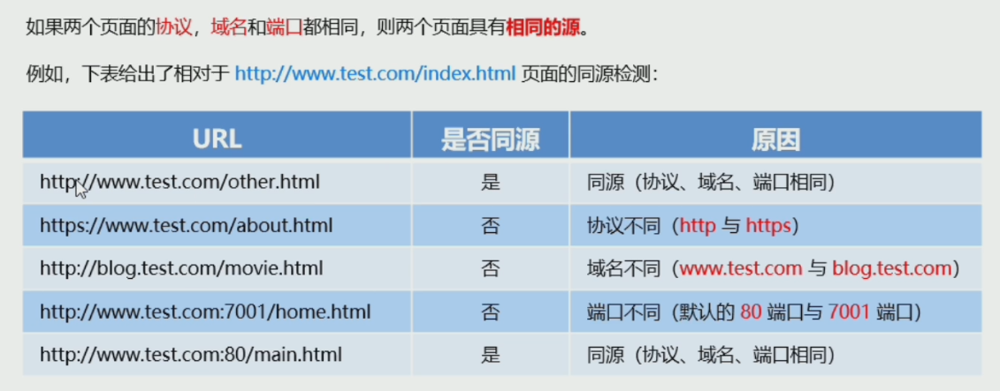 如果两个页面的协议，域名和端口都相同，则两个页面具有相同的源。
例如，下表给出了相对于 http://www.test.com/index.html 页面的同源检测：
URL 是否同源 原因
http://www.test.com/other.html 是 同源（协议、域名、端口相同）
https://www.test.com/about.html 否 协议不同（http 与 https）
http://blog.test.com/movie.html 否 域名不同（www.test.com 与 blog.test.com）
http://www.test.com:7001/home.html 否 端口不同（默认的 80 端口与 7001 端口）
http://www.test.com:80/main.html 是 同源（协议、域名、端口相同）